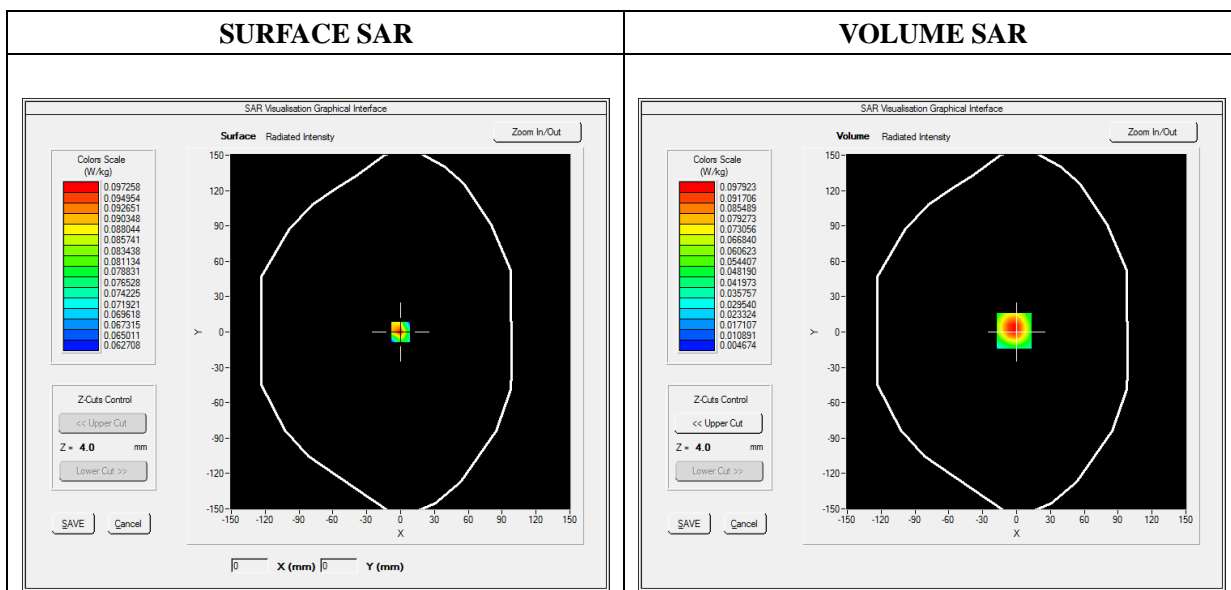 SURFACE SAR
SAR Visualisation Graphical Interface
Surface Radiated Intensity
Zoom In/Out
Colors Scale
(W/kg)
0.097258
0.094954
0.092651
0.090348
0.088044
0.085741
0.083438
0.081134
0.078831
0.076528
0.074225
0.071921
0.069618
0.067315
0.065011
0.062708
Z-Cuts Control
<< Upper Cut
Z = 4.0 mm
Lower Cut >>
SAVE Cancel
150
120
90
60
30
0
-30
-60
-90
-120
-150
Y
-150 -120 -90 -60 -30 0 30 60 90 120 150
X
0 X (mm) 0 Y (mm)
VOLUME SAR
SAR Visualisation Graphical Interface
Volume Radiated Intensity
Zoom In/Out
Colors Scale
(W/kg)
0.097923
0.091706
0.085489
0.079273
0.073056
0.066840
0.060623
0.054407
0.048190
0.041973
0.035757
0.029540
0.023324
0.017107
0.010891
0.004674
Z-Cuts Control
<< Upper Cut
Z = 4.0 mm
Lower Cut >>
SAVE Cancel
150
120
90
60
30
0
-30
-60
-90
-120
-150
Y
-150 -120 -90 -60 -30 0 30 60 90 120 150
X